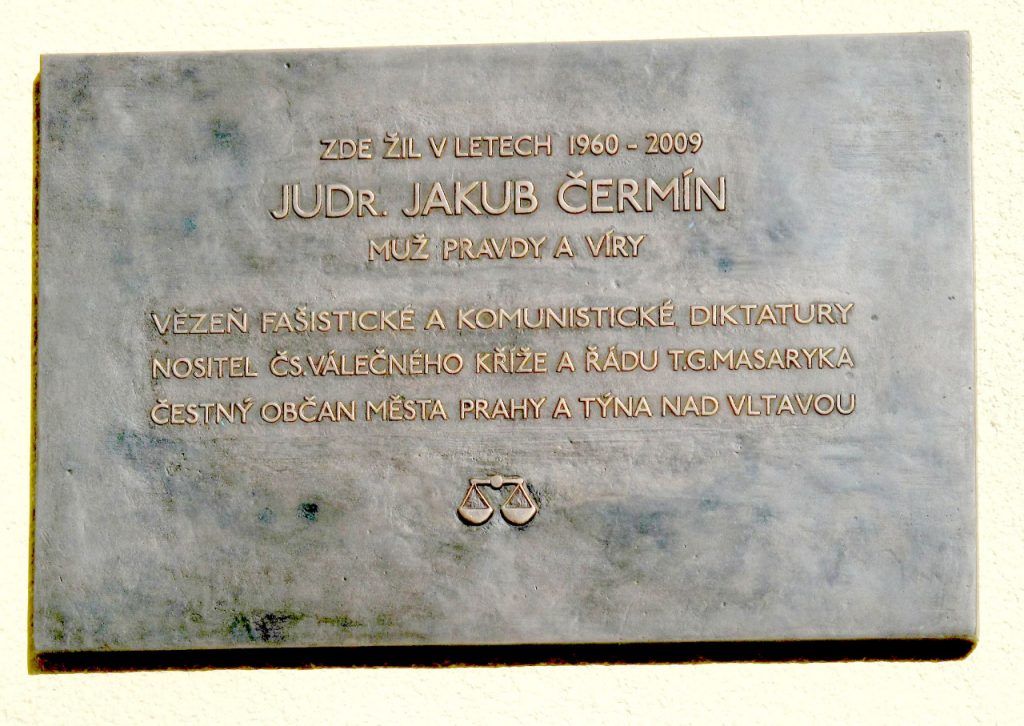 ZDE ŽIL V LETECH 1960 - 2009
JUDR. JAKUB ČERMÍN
MUŽ PRAVDY A VÍRY
VĚZEŇ FAŠISTICKÉ A KOMUNISTICKÉ DIKTATURY
NOSITEL ČS.VÁLEČNÉHO KŘÍŽE A ŘÁDU T.G.MASARYKA
ČESTNÝ OBČAN MĚSTA PRAHY A TÝNA NAD VLTAVOU